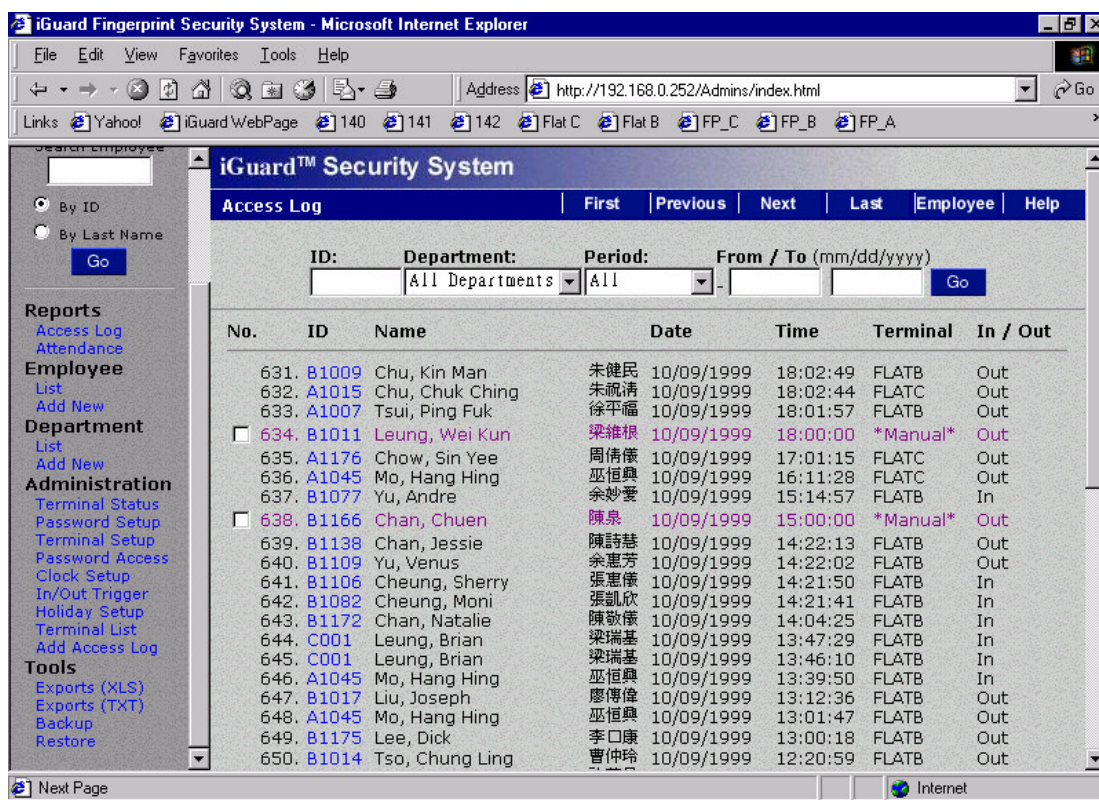 iGuard Fingerprint Security System - Microsoft Internet Explorer
File Edit View Favorites Tools Help
Address http://192.168.0.252/Admins/index.html Go
Links Yahoo! iGuard WebPage 140 141 142 Flat C Flat B FP_C FP_B FP_A
Search Employee
By ID
By Last Name
Go
Reports
Access Log
Attendance
Employee
List
Add New
Department
List
Add New
Administration
Terminal Status
Password Setup
Terminal Setup
Password Access
Clock Setup
In/Out Trigger
Holiday Setup
Terminal List
Add Access Log
Tools
Exports (XLS)
Exports (TXT)
Backup
Restore
iGuard™ Security System
Access Log First Previous Next Last Employee Help
ID: Department: Period: From / To (mm/dd/yyyy)
All Departments All - Go
No. ID Name Date Time Terminal In / Out
631. B1009 Chu, Kin Man 朱健民 10/09/1999 18:02:49 FLATB Out
632. A1015 Chu, Chuk Ching 朱祝清 10/09/1999 18:02:44 FLATC Out
633. A1007 Tsui, Ping Fuk 徐平福 10/09/1999 18:01:57 FLATB Out
634. B1011 Leung, Wei Kun 梁維根 10/09/1999 18:00:00 *Manual* Out
635. A1176 Chow, Sin Yee 周倩儀 10/09/1999 17:01:15 FLATC Out
636. A1045 Mo, Hang Hing 巫恒興 10/09/1999 16:11:28 FLATC Out
637. B1077 Yu, Andre 余妙愛 10/09/1999 15:14:57 FLATB In
638. B1166 Chan, Chuen 陳泉 10/09/1999 15:00:00 *Manual* Out
639. B1138 Chan, Jessie 陳詩慧 10/09/1999 14:22:13 FLATB Out
640. B1109 Yu, Venus 余惠芳 10/09/1999 14:22:02 FLATB Out
641. B1106 Cheung, Sherry 張惠儀 10/09/1999 14:21:50 FLATB In
642. B1082 Cheung, Moni 張凱欣 10/09/1999 14:21:41 FLATB In
643. B1172 Chan, Natalie 陳敬儀 10/09/1999 14:04:25 FLATB In
644. C001 Leung, Brian 梁瑞基 10/09/1999 13:47:29 FLATB In
645. C001 Leung, Brian 梁瑞基 10/09/1999 13:46:10 FLATB In
646. A1045 Mo, Hang Hing 巫恒興 10/09/1999 13:39:50 FLATB In
647. B1017 Liu, Joseph 廖傳偉 10/09/1999 13:12:36 FLATB Out
648. A1045 Mo, Hang Hing 巫恒興 10/09/1999 13:01:47 FLATB Out
649. B1175 Lee, Dick 李口康 10/09/1999 13:00:18 FLATB Out
650. B1014 Tso, Chung Ling 曹仲玲 10/09/1999 12:20:59 FLATB Out
Next Page Internet